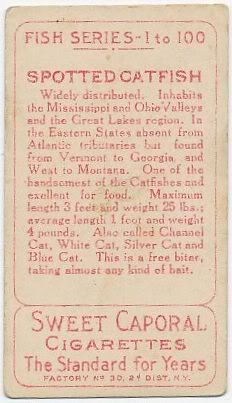 FISH SERIES-1 to 100
SPOTTED CATFISH
Widely distributed. Inhabits
the Mississippi and Ohio Valleys
and the Great Lakes region. In
the Eastern States absent from
Atlantic tributaries but found
from Vermont to Georgia, and
West to Montana. One of the
handsomest of the Catfishes and
exellent for food. Maximum
length 3 feet and weight 25 lbs.;
average length 1 foot and weight
4 pounds. Also called Channel
Cat, White Cat, Silver Cat and
Blue Cat. This is a free biter,
taking almost any kind of bait.
SWEET CAPORAL
CIGARETTES
The Standard for Years
FACTORY No 30, 2d DIST. N.Y.